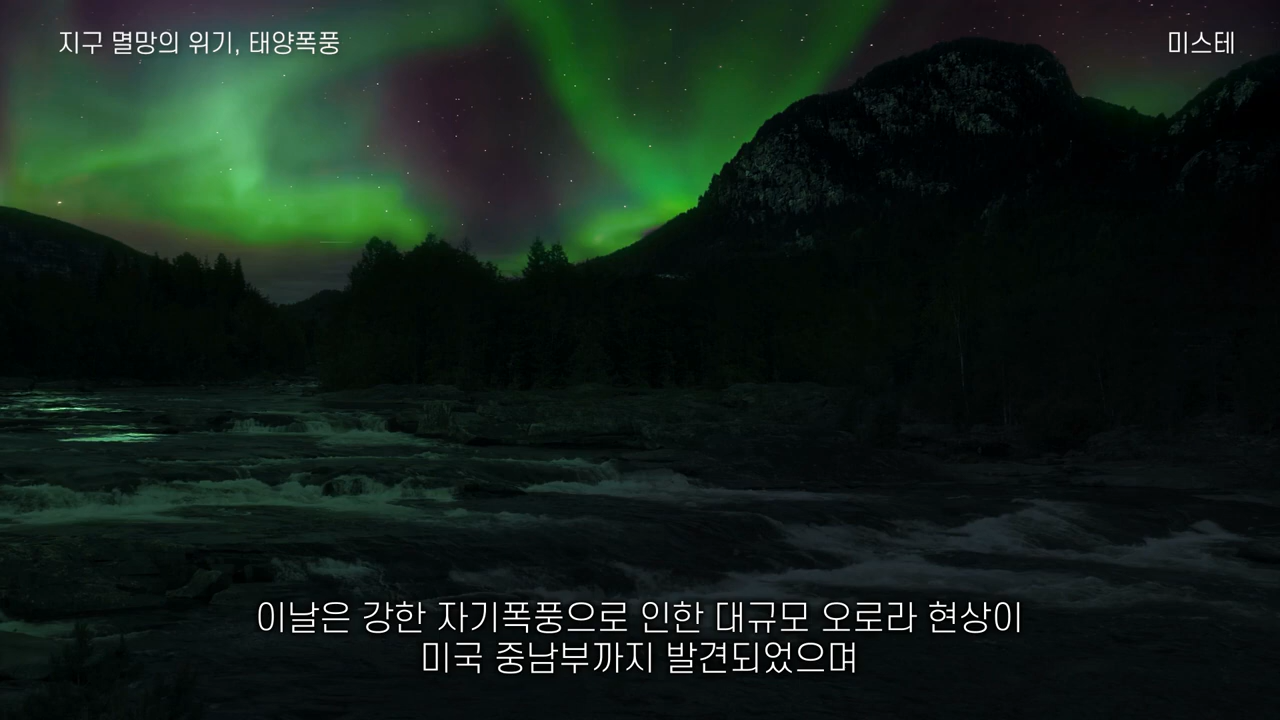 지구 멸망의 위기, 태양폭풍
미스테
이날은 강한 자기폭풍으로 인한 대규모 오로라 현상이
미국 중남부까지 발견되었으며